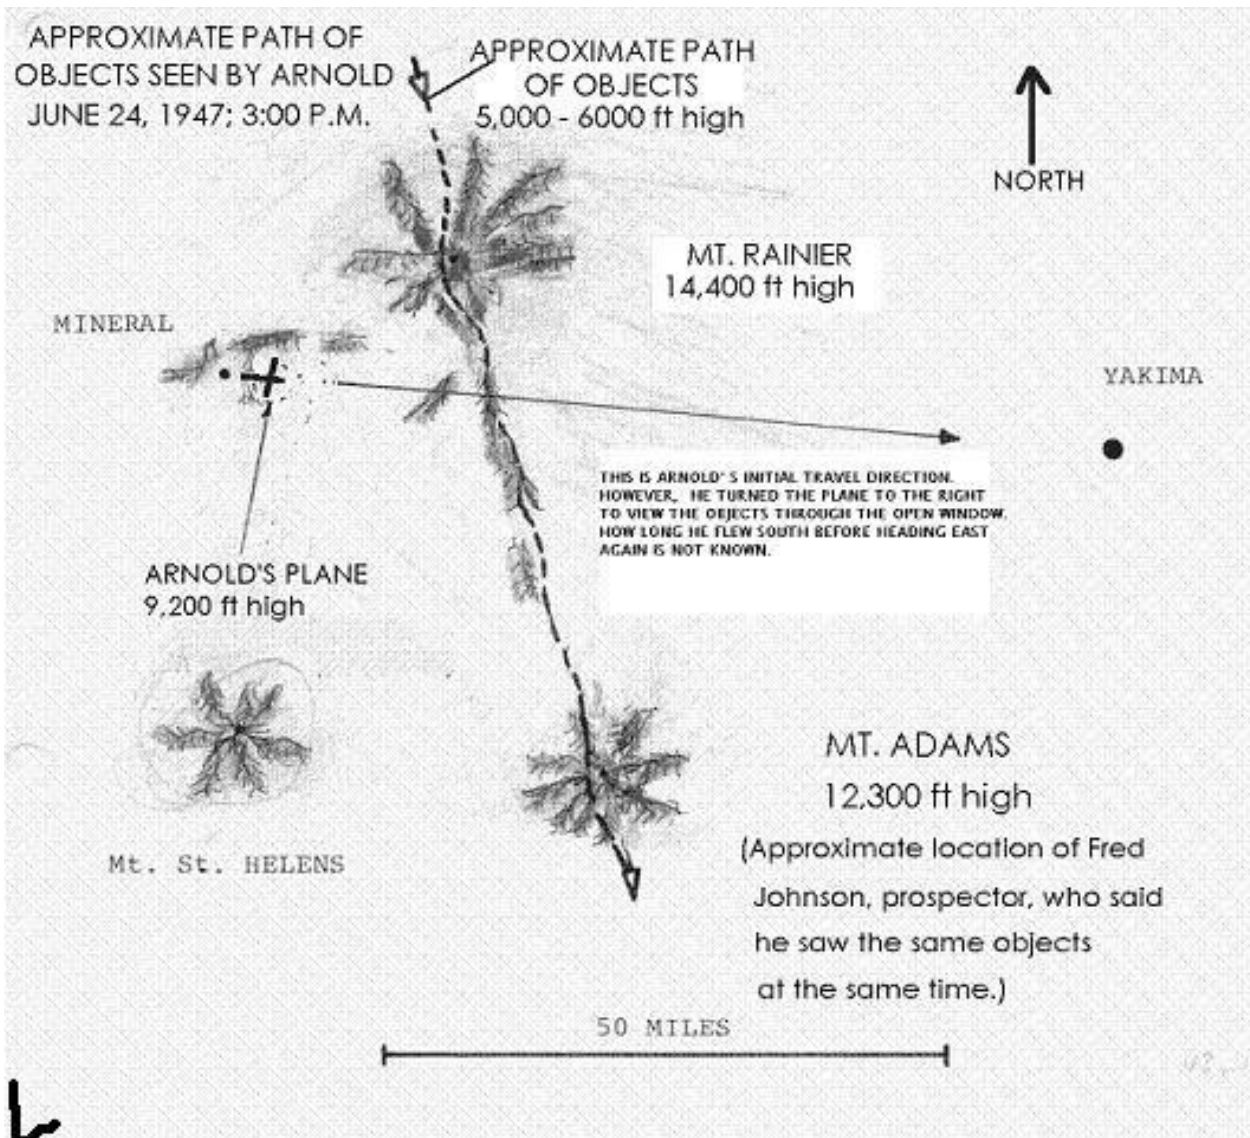 APPROXIMATE PATH OF
OBJECTS SEEN BY ARNOLD
JUNE 24, 1947; 3:00 P.M.
APPROXIMATE PATH
OF OBJECTS
5,000 - 6000 ft high
NORTH
MT. RAINIER
14,400 ft high
MINERAL
YAKIMA
THIS IS ARNOLD'S INITIAL TRAVEL DIRECTION.
HOWEVER, HE TURNED THE PLANE TO THE RIGHT
TO VIEW THE OBJECTS THROUGH THE OPEN WINDOW.
HOW LONG HE FLEW SOUTH BEFORE HEADING EAST
AGAIN IS NOT KNOWN.
ARNOLD'S PLANE
9,200 ft high
MT. ADAMS
12,300 ft high
(Approximate location of Fred
Johnson, prospector, who said
he saw the same objects
at the same time.)
Mt. St. HELENS
50 MILES